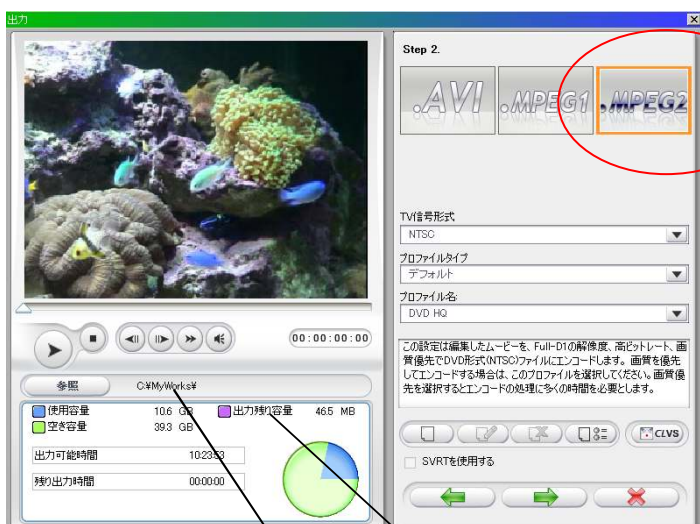 出力
Step 2.
.AVI
.MPEG1
.MPEG2
TV信号形式
NTSC
プロファイルタイプ
デフォルト
プロファイル名:
DVD HQ
この設定は編集したムービーを、Full-D1の解像度、高ビットレート、画
質優先でDVD形式(NTSC)ファイルにエンコードします。画質を優先
してエンコードする場合は、このプロファイルを選択してください。画質優
先を選択するとエンコードの処理に多くの時間を必要とします。
CLVS
SVRTを使用する
00:00:00:00
参照 C:¥MyWorks¥
使用容量 10.6 GB 出力残り容量 46.5 MB
空き容量 39.3 GB
出力可能時間 10:23:53
残り出力時間 00:00:00